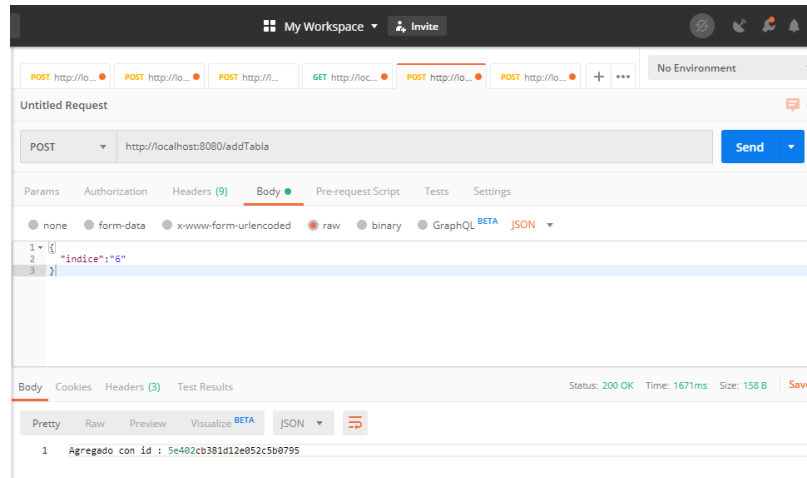 My Workspace Invite
POST http://lo... POST http://lo... POST http://l... GET http://loc... POST http://lo... POST http://lo... + ••• No Environment
Untitled Request
POST http://localhost:8080/addTabla Send
Params Authorization Headers (9) Body Pre-request Script Tests Settings
none form-data x-www-form-urlencoded raw binary GraphQL BETA JSON
1 {
2 "indice":"6"
3 }
Body Cookies Headers (3) Test Results Status: 200 OK Time: 1671ms Size: 158 B Save
Pretty Raw Preview Visualize BETA JSON
1 Agregado con id : 5e402cb381d12e052c5b0795